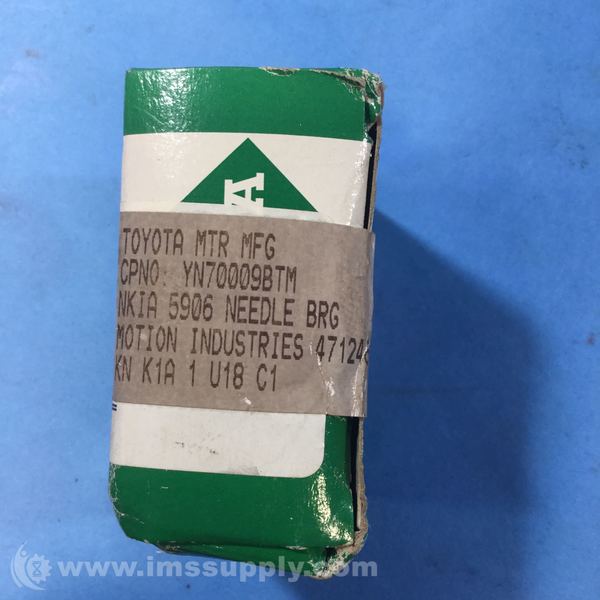 TOYOTA MTR MFG
CPNO: YN70009BTM
NKIA 5906 NEEDLE BRG
MOTION INDUSTRIES
KN K1A 1 U18 C1
www.imssupply.com